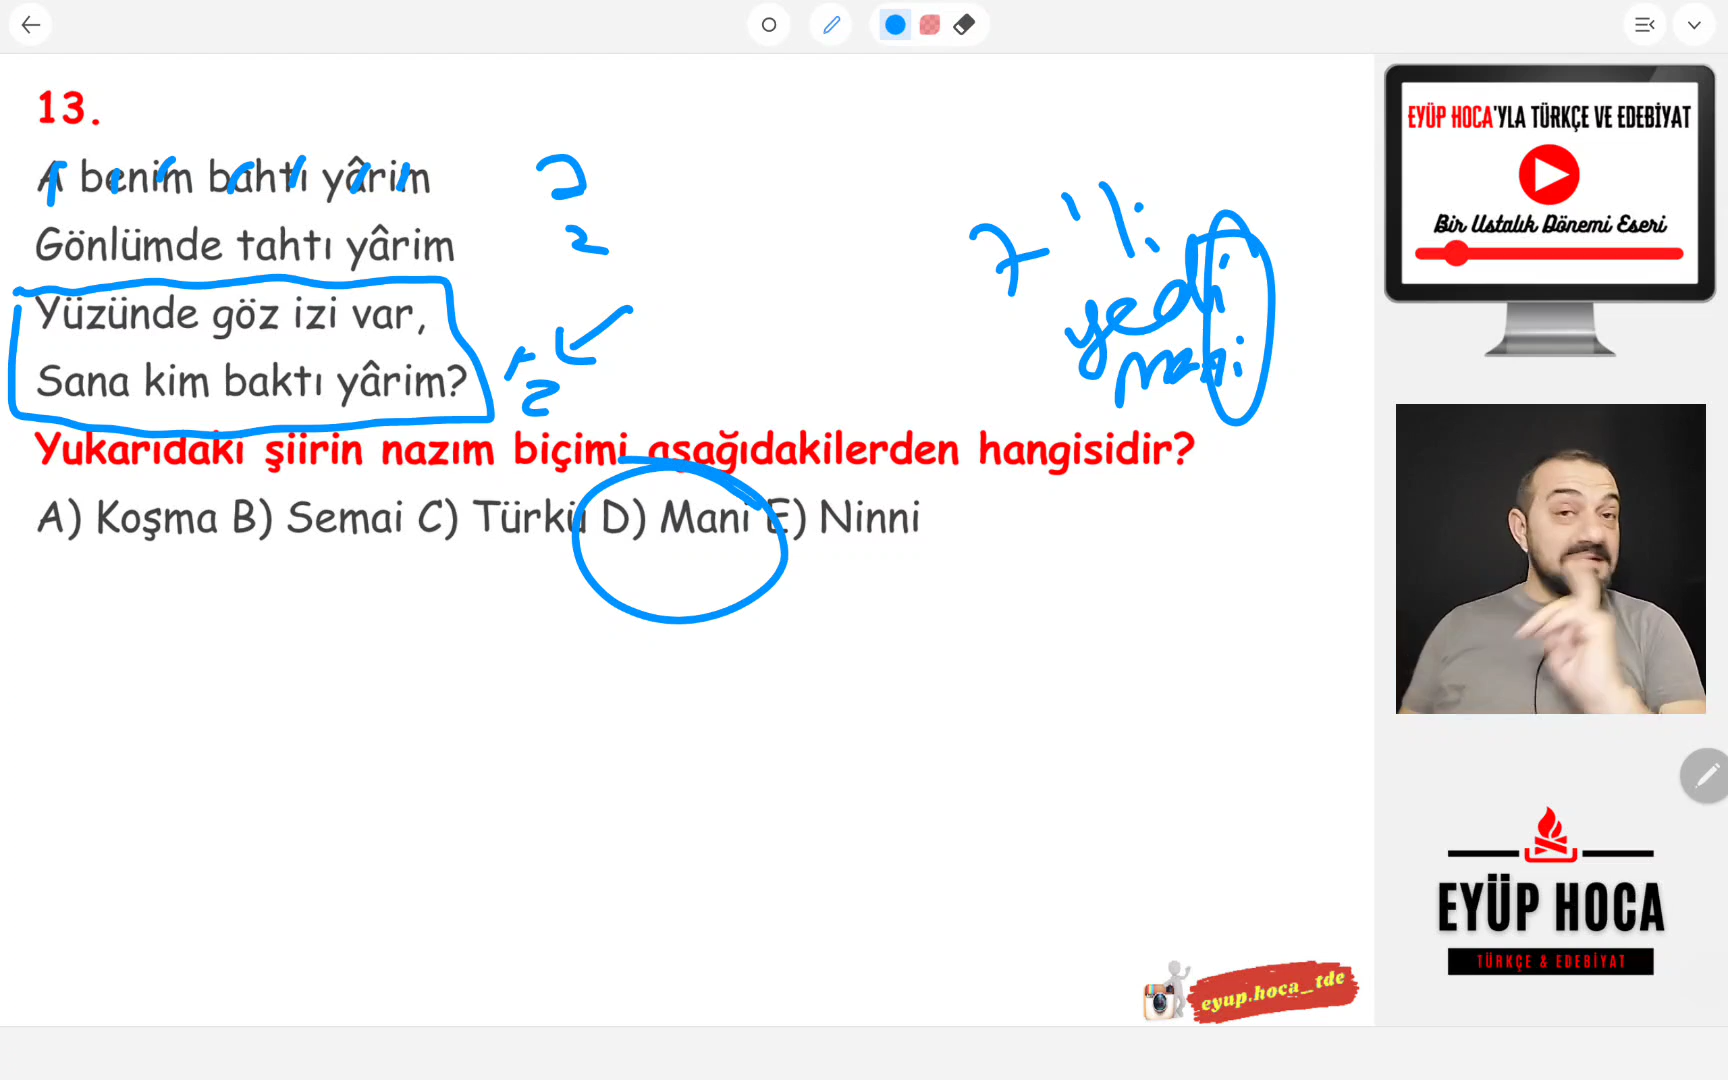 13.
A benim bahtı yârim
Gönlümde tahtı yârim
Yüzünde göz izi var,
Sana kim baktı yârim?
Yukarıdaki şiirin nazım biçimi aşağıdakilerden hangisidir?
A) Koşma B) Semai C) Türkü D) Mani E) Ninni
7'li
yedi
mani
EYÜP HOCA'YLA TÜRKÇE VE EDEBİYAT
Bir Ustalık Dönemi Eseri
EYÜP HOCA
TÜRKÇE & EDEBİYAT
eyup.hoca_tde